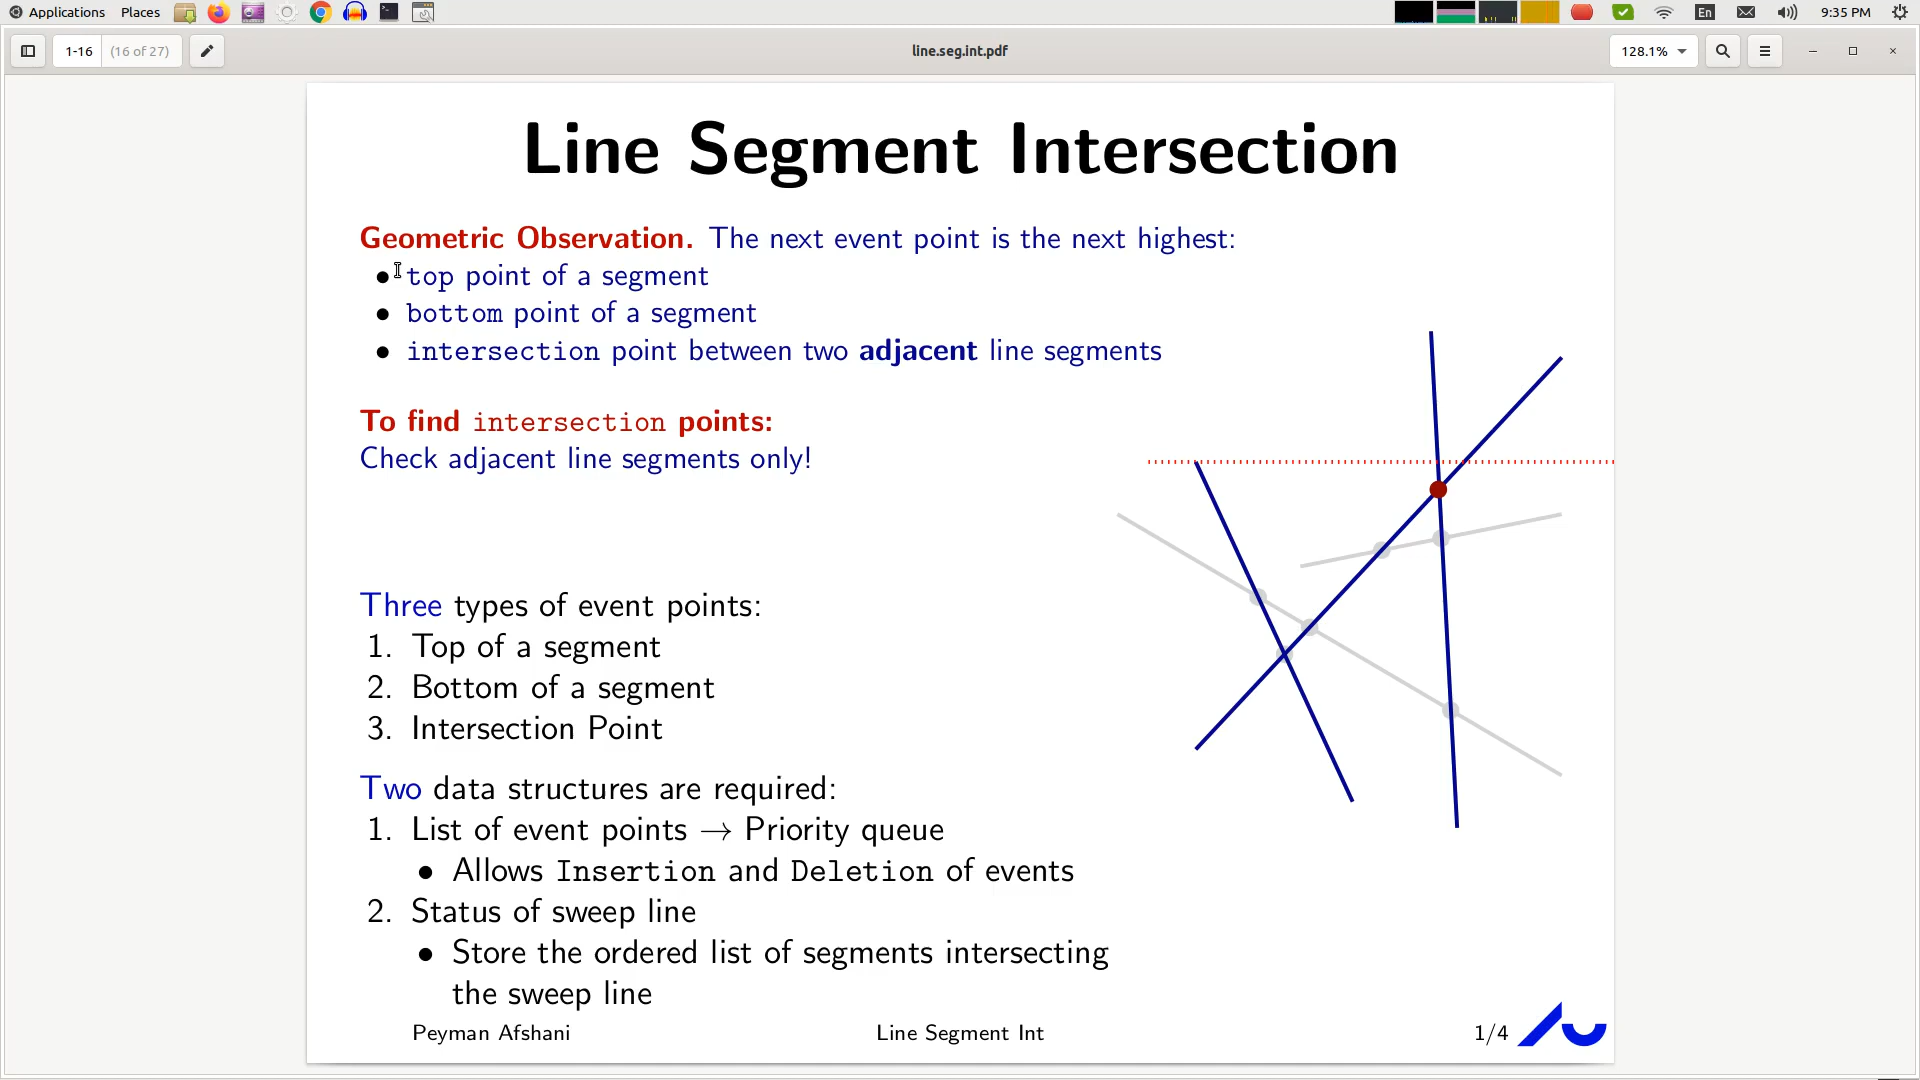 Applications Places En 9:35 PM
1-16 (16 of 27) line.seg.int.pdf 128.1%
Line Segment Intersection
Geometric Observation. The next event point is the next highest:
• top point of a segment
• bottom point of a segment
• intersection point between two adjacent line segments
To find intersection points:
Check adjacent line segments only!
Three types of event points:
1. Top of a segment
2. Bottom of a segment
3. Intersection Point
Two data structures are required:
1. List of event points → Priority queue
• Allows Insertion and Deletion of events
2. Status of sweep line
• Store the ordered list of segments intersecting
the sweep line
Peyman Afshani Line Segment Int 1/4